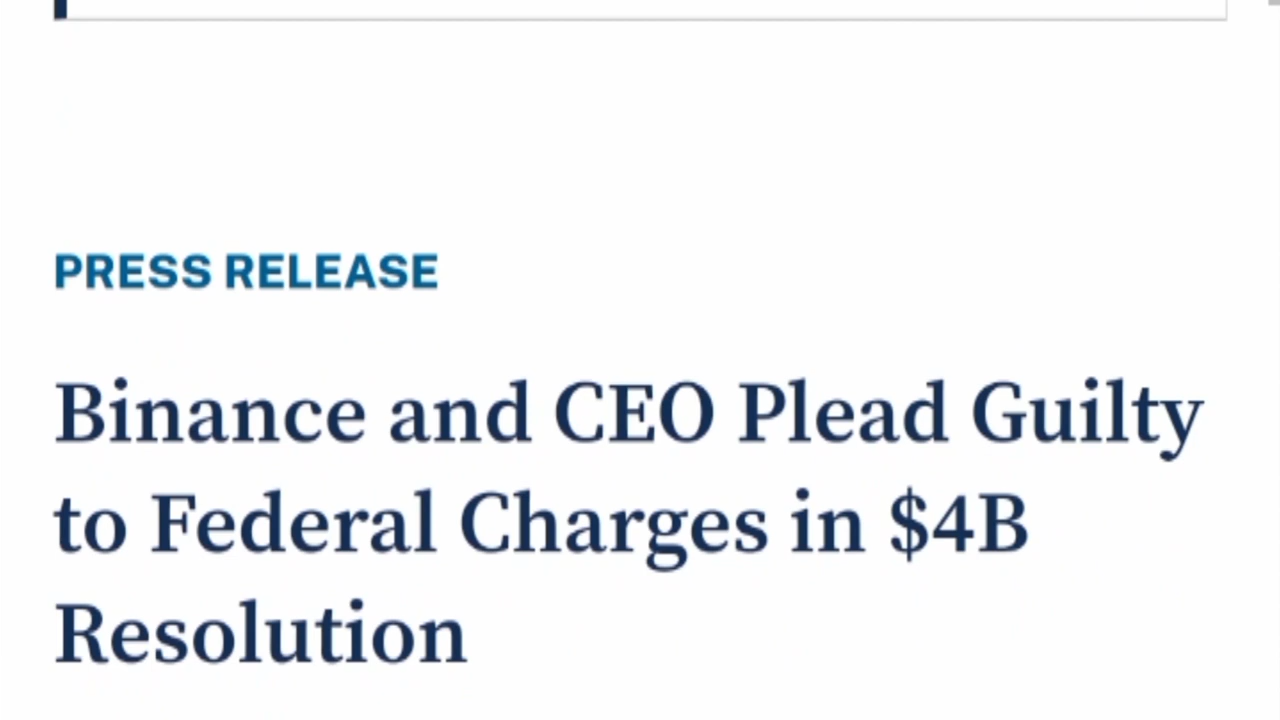 PRESS RELEASE
Binance and CEO Plead Guilty
to Federal Charges in $4B
Resolution